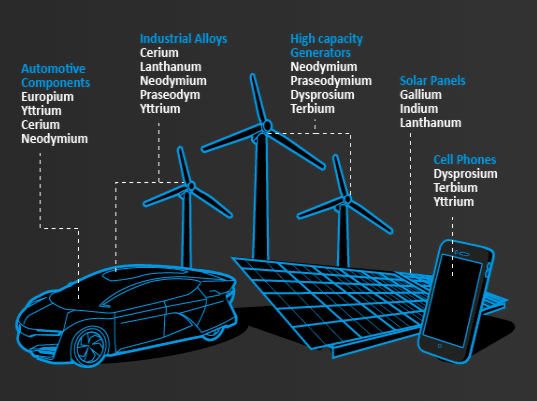 Automotive
Components
Europium
Yttrium
Cerium
Neodymium
Industrial Alloys
Cerium
Lanthanum
Neodymium
Praseodym
Yttrium
High capacity
Generators
Neodymium
Praseodymium
Dysprosium
Terbium
Solar Panels
Gallium
Indium
Lanthanum
Cell Phones
Dysprosium
Terbium
Yttrium